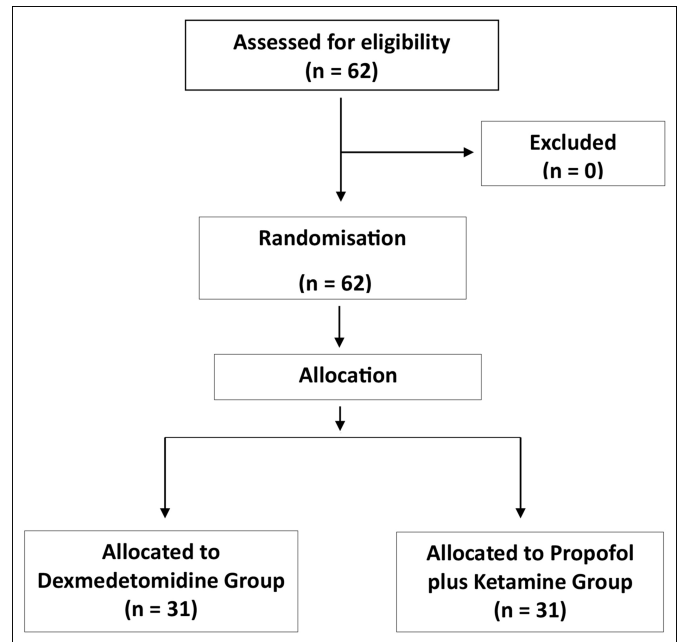 Assessed for eligibility
(n = 62)
Excluded
(n = 0)
Randomisation
(n = 62)
Allocation
Allocated to
Dexmedetomidine Group
(n = 31)
Allocated to Propofol
plus Ketamine Group
(n = 31)